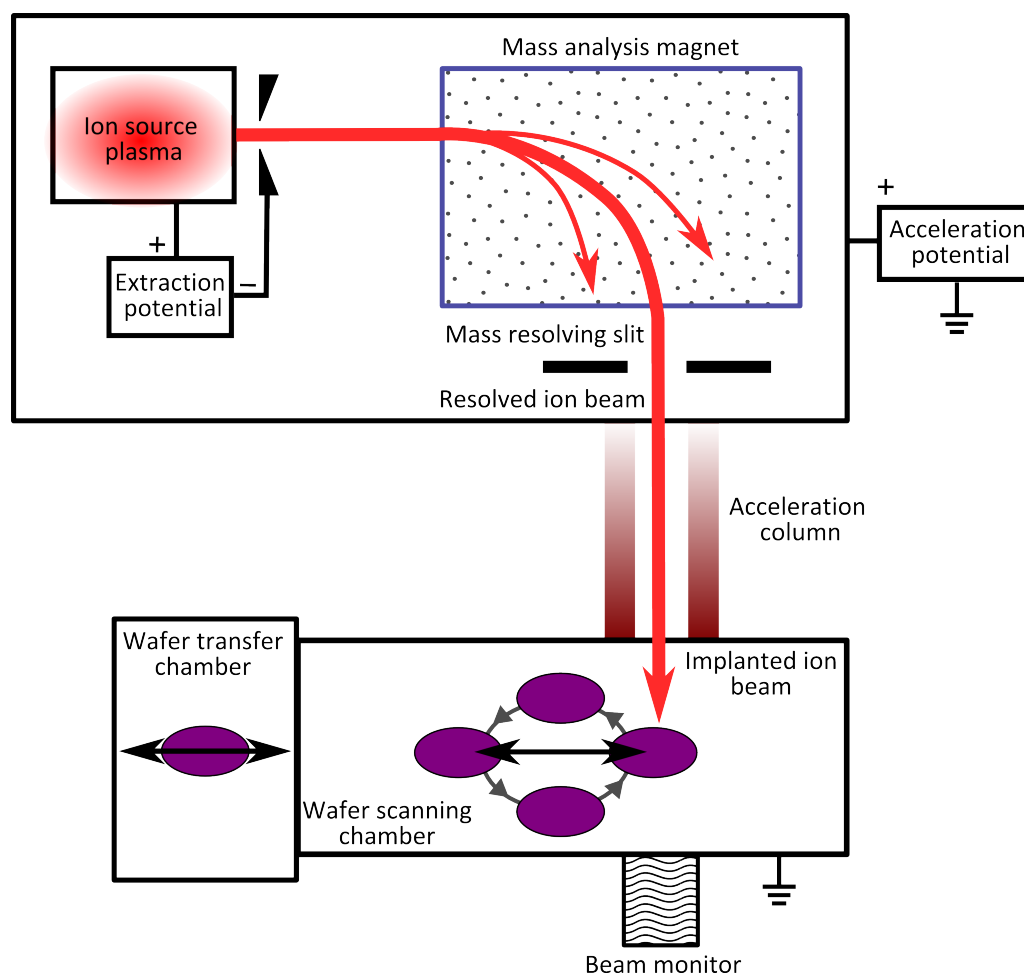 Mass analysis magnet
Ion source
plasma
+
Acceleration
potential
+
Extraction
potential
−
Mass resolving slit
Resolved ion beam
Acceleration
column
Wafer transfer
chamber
Implanted ion
beam
Wafer scanning
chamber
Beam monitor